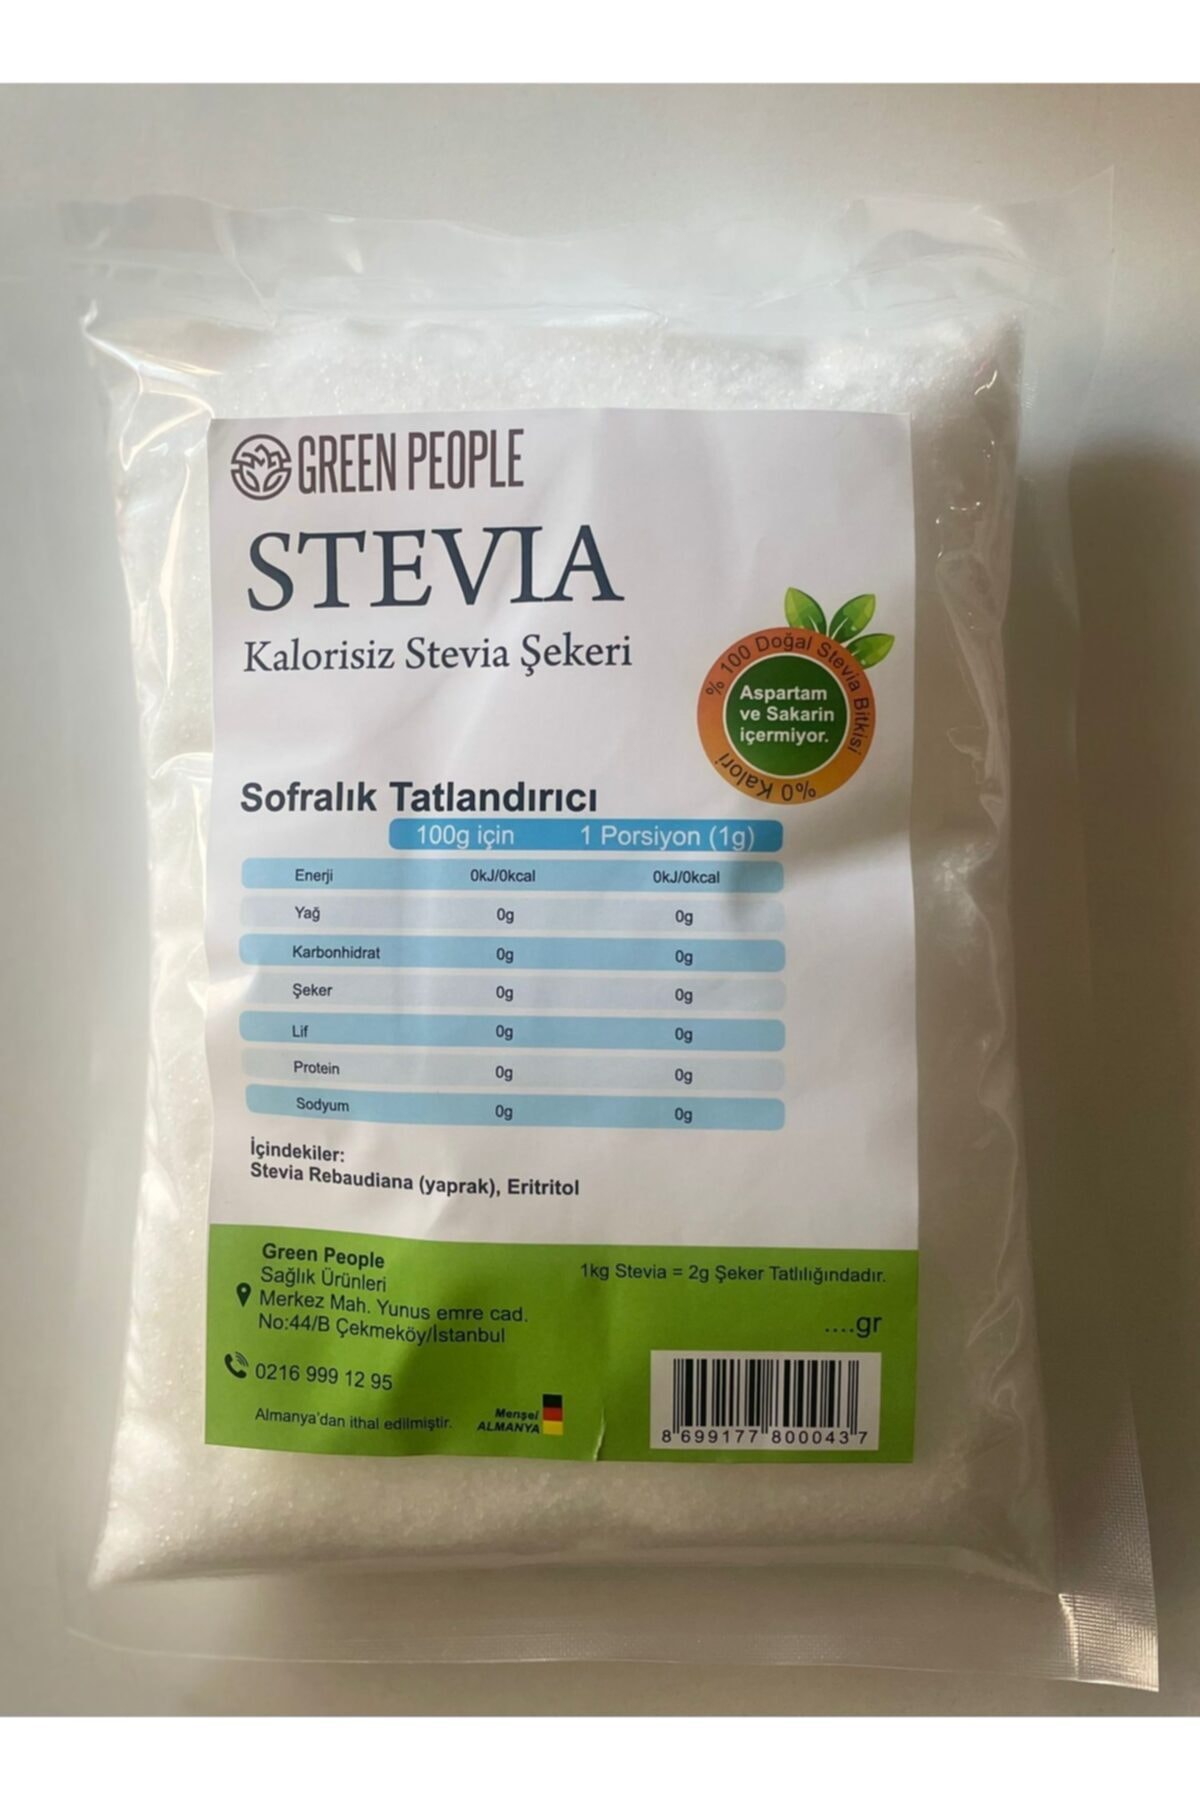 GREEN PEOPLE
STEVIA
Kalorisiz Stevia Şekeri
% 100 Doğal Stevia Bitkisi
Aspartam
ve Sakarin
içermiyor.
%0 Kalori
Sofralık Tatlandırıcı
100g için 1 Porsiyon (1g)
Enerji 0kJ/0kcal 0kJ/0kcal
Yağ 0g 0g
Karbonhidrat 0g 0g
Şeker 0g 0g
Lif 0g 0g
Protein 0g 0g
Sodyum 0g 0g
İçindekiler:
Stevia Rebaudiana (yaprak), Eritritol
Green People
Sağlık Ürünleri
Merkez Mah. Yunus emre cad.
No:44/B Çekmeköy/İstanbul
0216 999 12 95
Almanya'dan ithal edilmiştir.
Menşei
ALMANYA
1kg Stevia = 2g Şeker Tatlılığındadır.
....gr
8 699177 800043 7